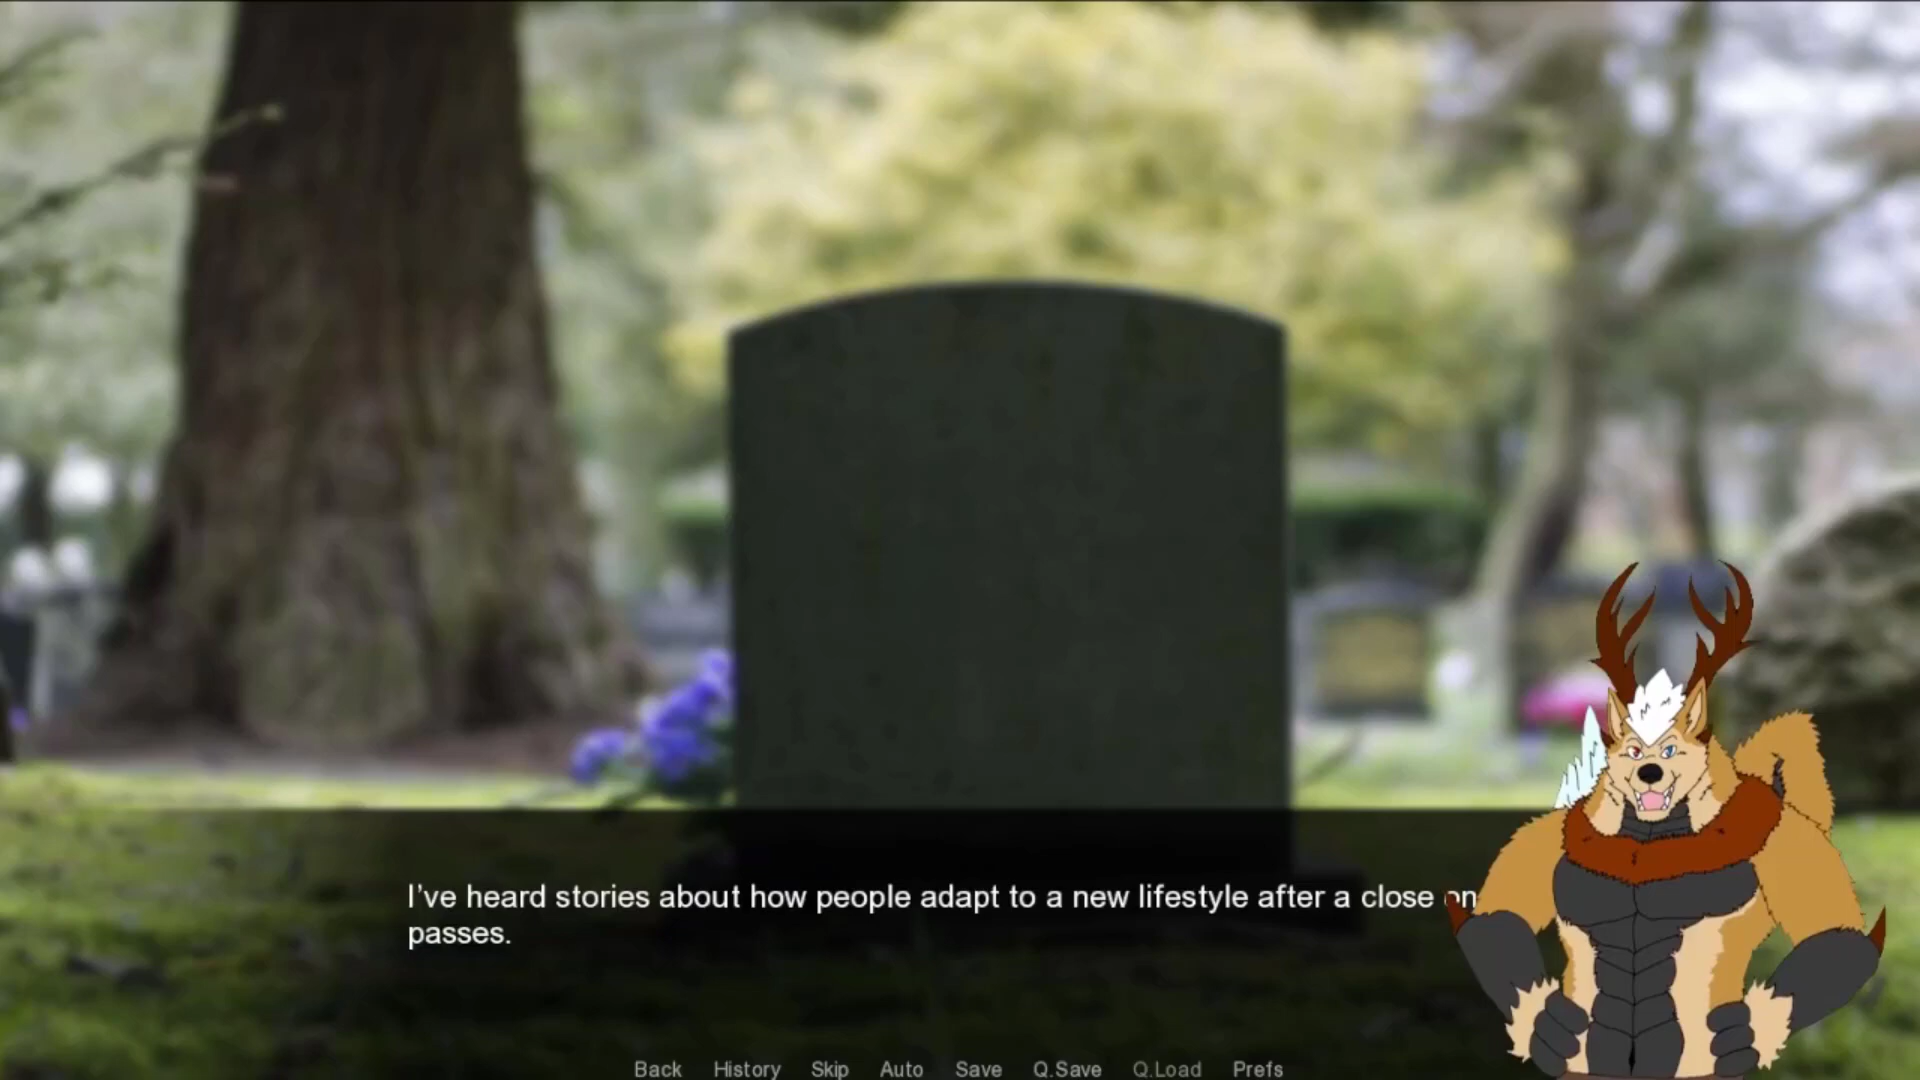 I've heard stories about how people adapt to a new lifestyle after a close on
passes.
Back History Skip Auto Save Q.Save Q.Load Prefs